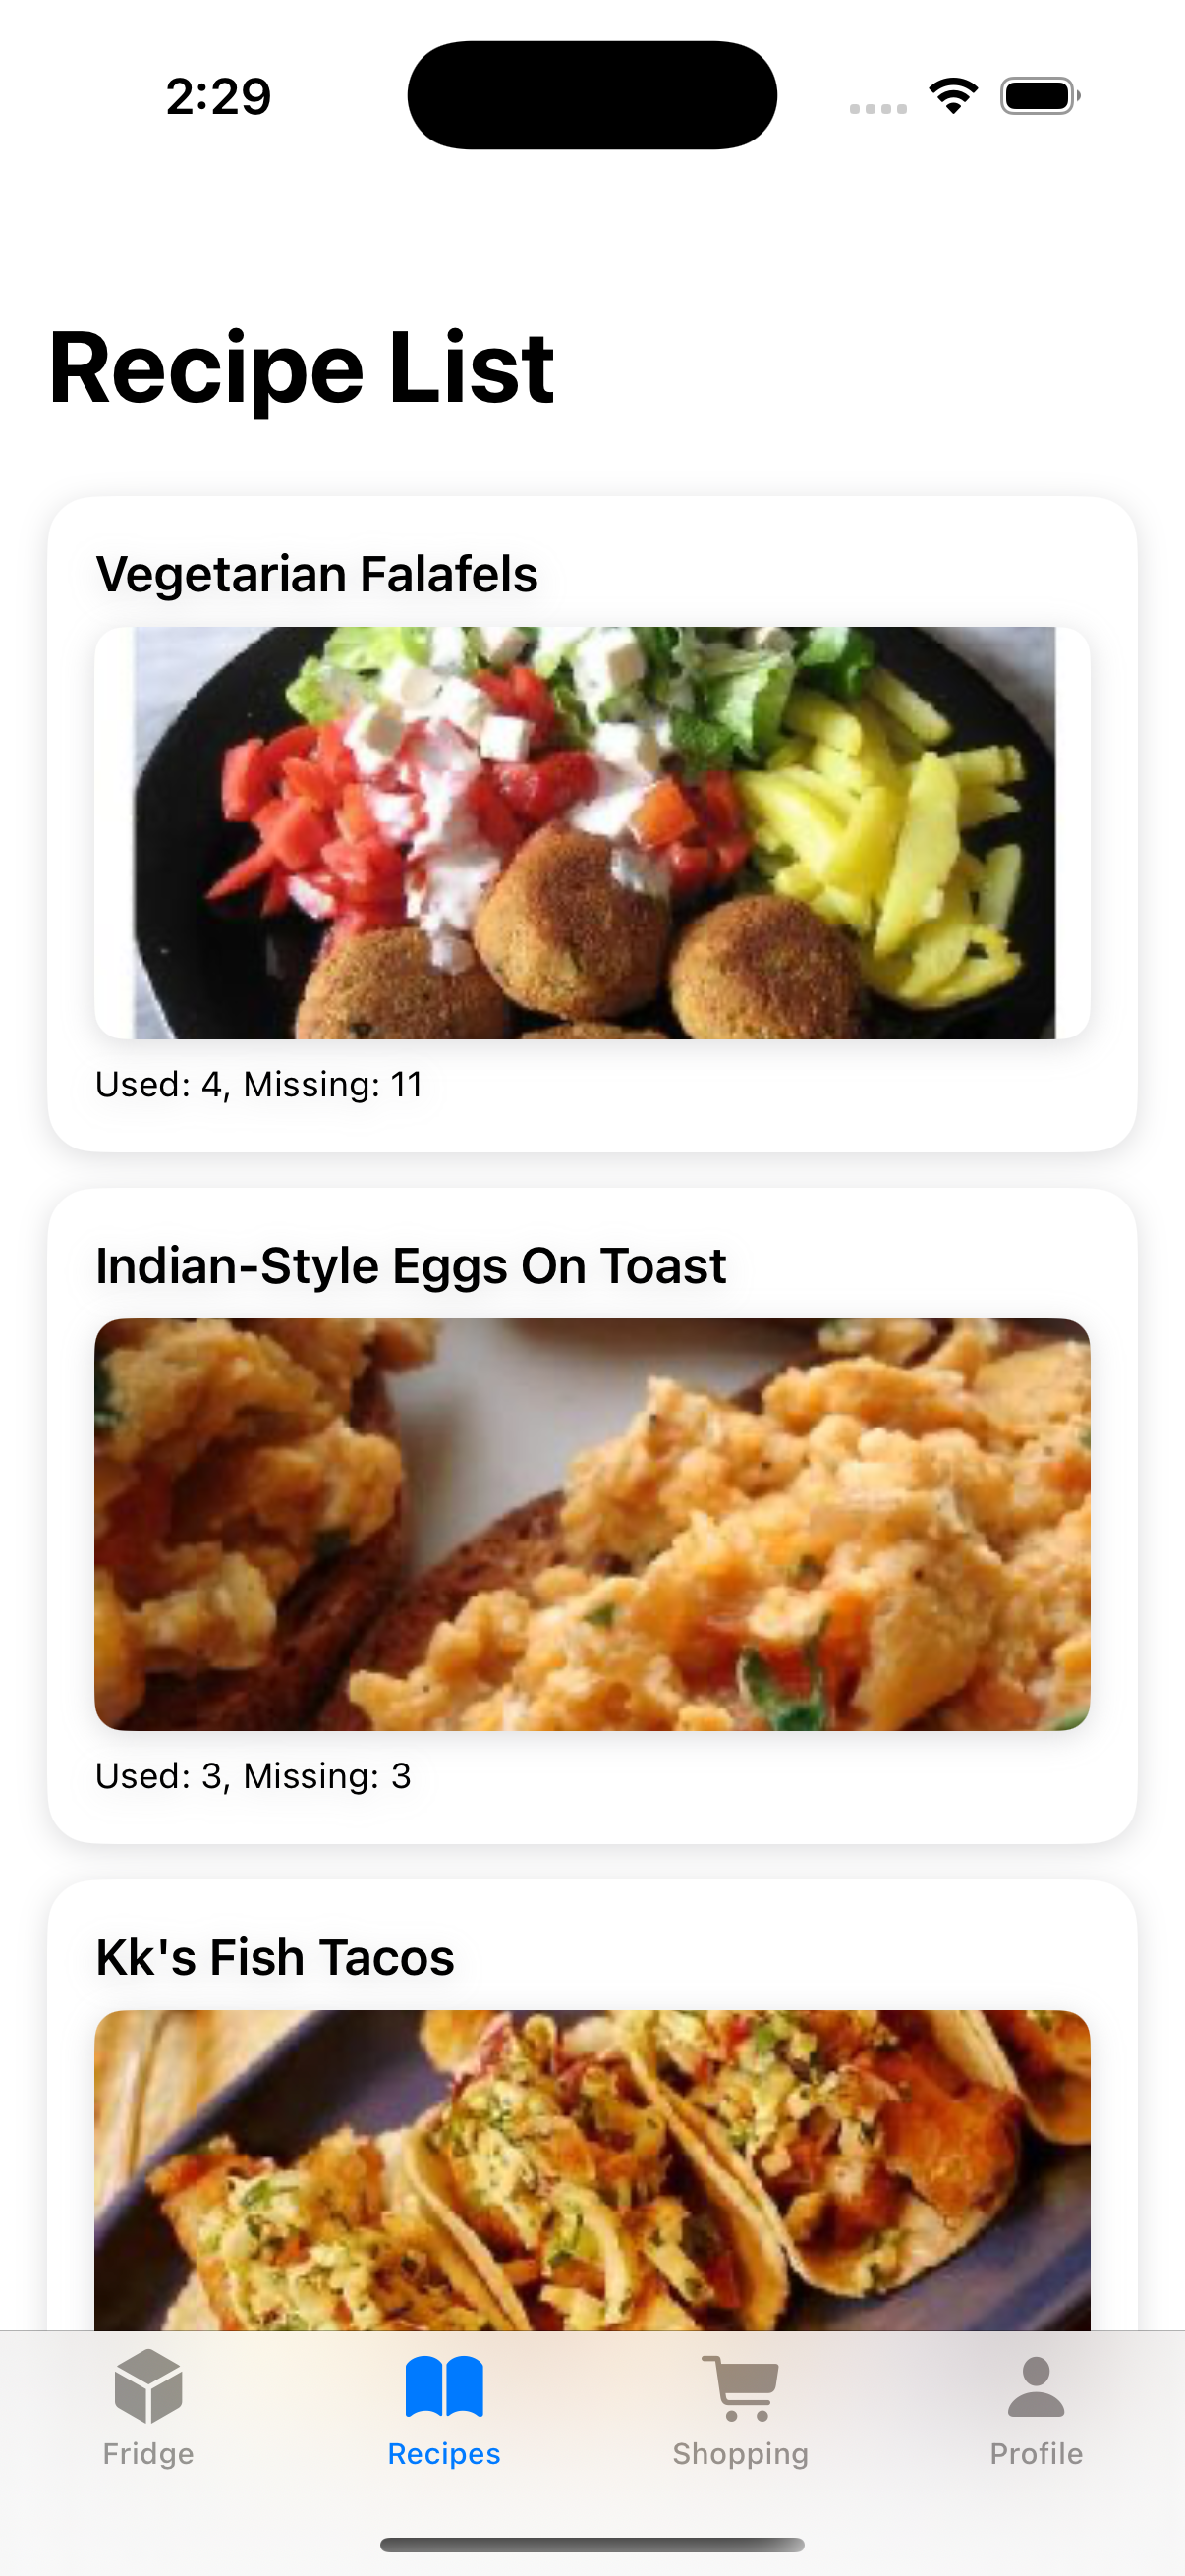 2:29
Recipe List
Vegetarian Falafels
Used: 4, Missing: 11
Indian-Style Eggs On Toast
Used: 3, Missing: 3
Kk's Fish Tacos
Fridge
Recipes
Shopping
Profile